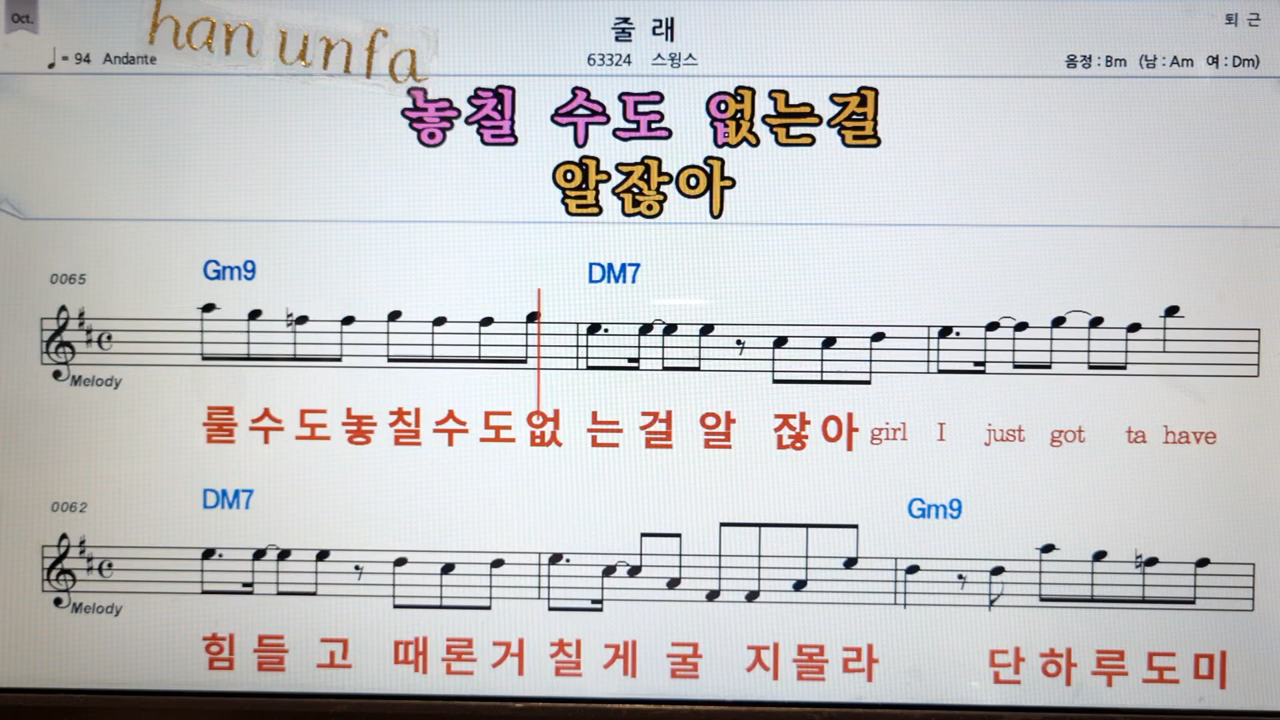 Oct.
han unfa
줄 래
퇴 근
♩= 94 Andante
63324 스윙스
음정 : Bm (남 : Am 여 : Dm)
놓칠 수도 없는걸
알잖아
0065
Gm9 DM7
Melody
룰수도놓칠수도없 는걸 알 잖아 girl I just got ta have
0062
DM7 Gm9
Melody
힘들 고 때론거 칠게 굴 지몰라 단하루도미